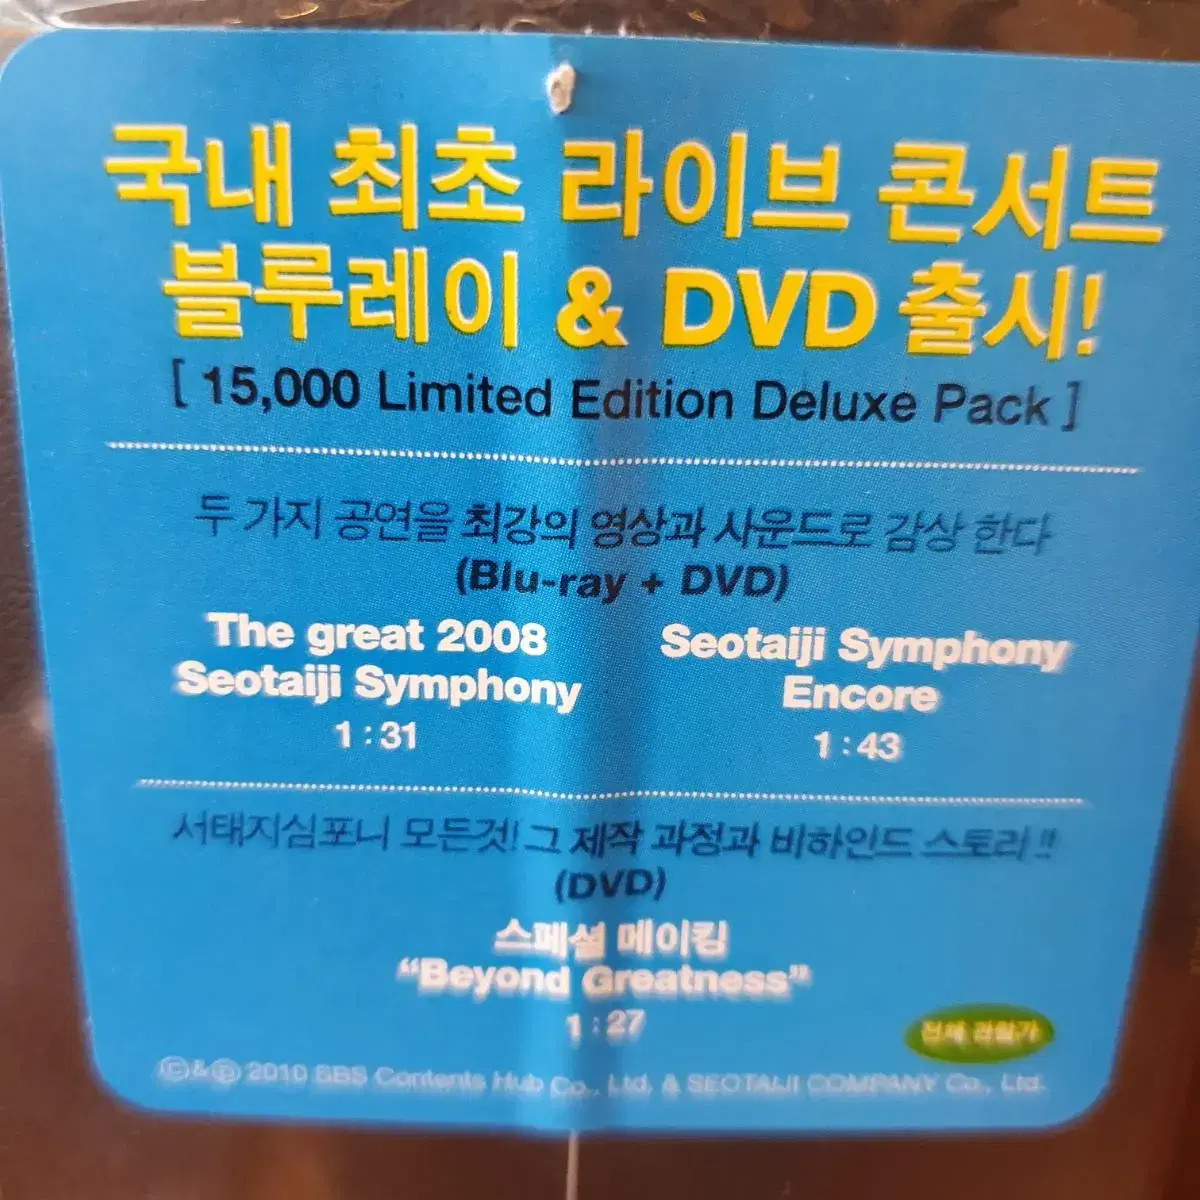 국내 최초 라이브 콘서트
블루레이 & DVD 출시!
[ 15,000 Limited Edition Deluxe Pack ]
두 가지 공연을 최강의 영상과 사운드로 감상 한다
(Blu-ray + DVD)
The great 2008
Seotaiji Symphony
1 : 31
Seotaiji Symphony
Encore
1 : 43
서태지심포니 모든것! 그 제작 과정과 비하인드 스토리 !!
(DVD)
스페셜 메이킹
“Beyond Greatness”
1 : 27
전체 관람가
©&℗ 2010 SBS Contents Hub Co., Ltd. & SEOTAIJI COMPANY Co., Ltd.